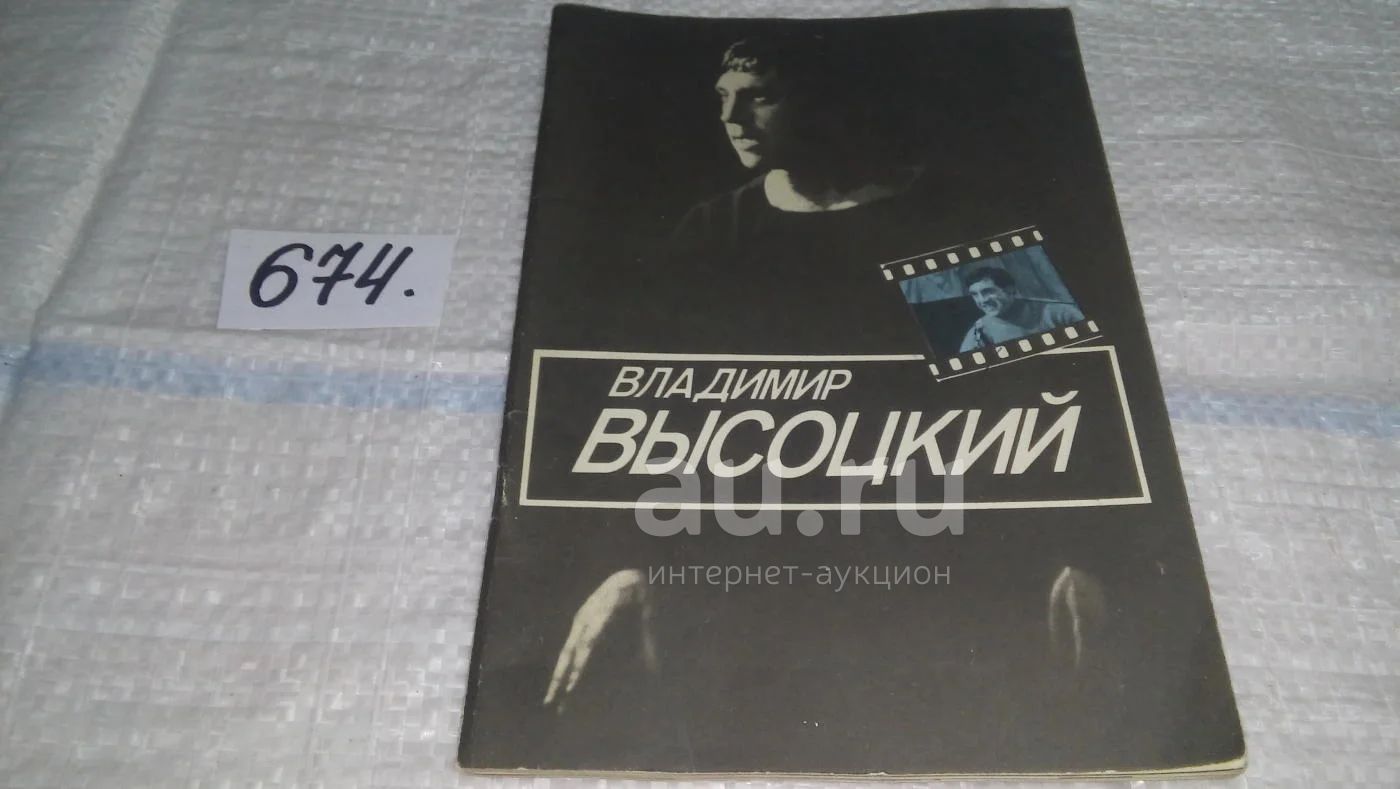 674.
ВЛАДИМИР
ВЫСОЦКИЙ
au.ru
интернет-аукцион